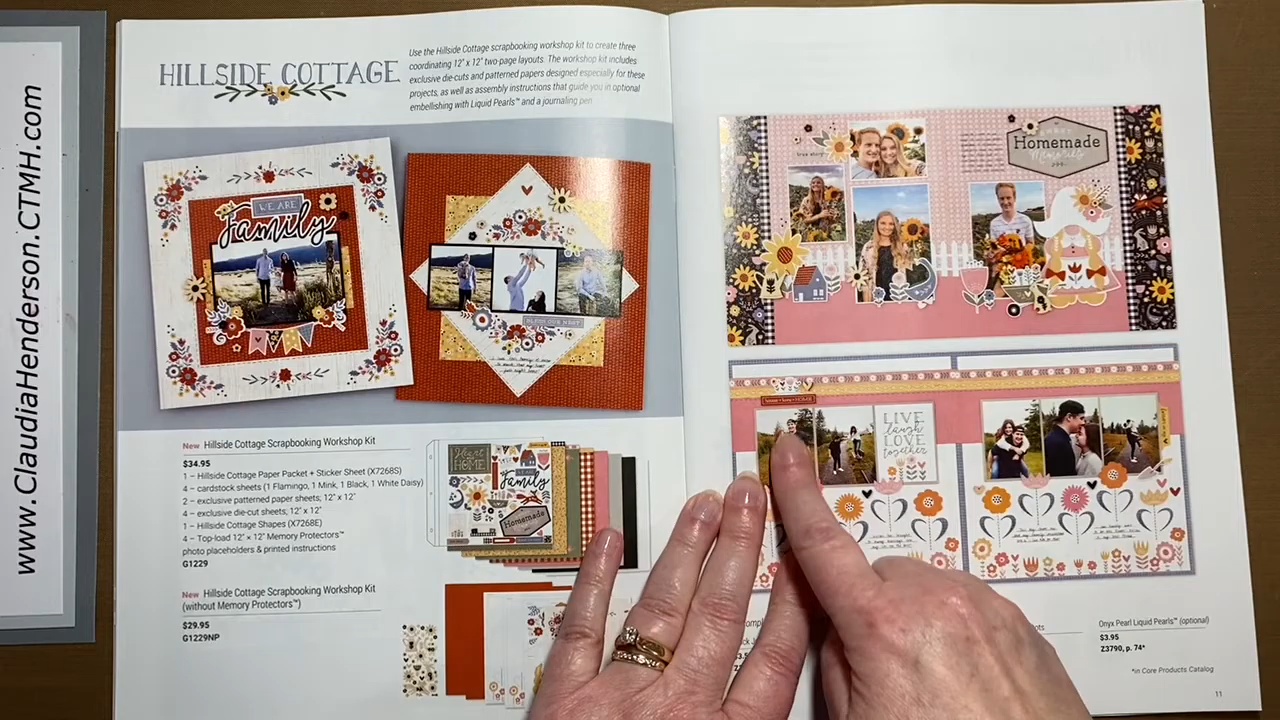 www.ClaudiaHenderson.CTMH.com
HILLSIDE COTTAGE
Use the Hillside Cottage scrapbooking workshop kit to create three
coordinating 12" x 12" two-page layouts. The workshop kit includes
exclusive die-cuts and patterned papers designed especially for these
projects, as well as assembly instructions that guide you in optional
embellishing with Liquid Pearls™ and a journaling pen
WE ARE
Family
New Hillside Cottage Scrapbooking Workshop Kit
$34.95
1 – Hillside Cottage Paper Packet + Sticker Sheet (X7268S)
4 – cardstock sheets (1 Flamingo, 1 Mink, 1 Black, 1 White Daisy)
2 – exclusive patterned paper sheets; 12" x 12"
4 – exclusive die-cut sheets; 12" x 12"
1 – Hillside Cottage Shapes (X7268E)
4 – Top-load 12" x 12" Memory Protectors™
photo placeholders & printed instructions
G1229
New Hillside Cottage Scrapbooking Workshop Kit
(without Memory Protectors™)
$29.95
G1229NP
HOME
Family
Homemade
SWEET
Homemade
Memories
LIVE
laugh
LOVE
together
Onyx Pearl Liquid Pearls™ (optional)
$3.95
Z3790, p. 74*
*in Core Products Catalog
11